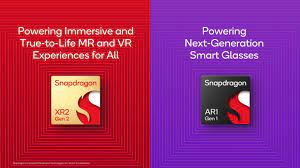 Powering Immersive and
True-to-Life MR and VR
Experiences for All
Snapdragon
XR2
Gen 2
Powering
Next-Generation
Smart Glasses
Snapdragon
AR1
Gen 1